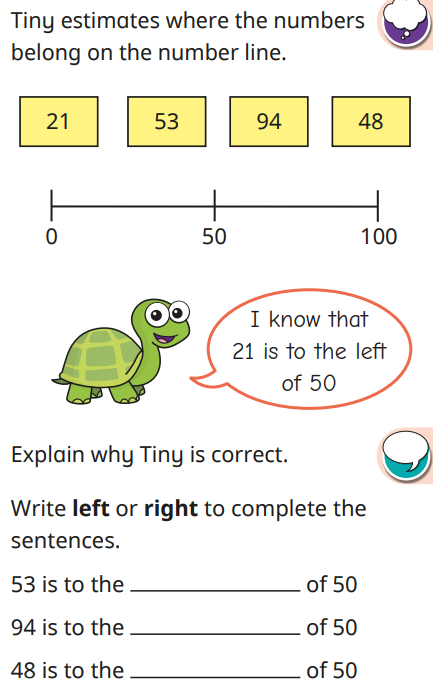 Tiny estimates where the numbers
belong on the number line.
21 53 94 48
0 50 100
I know that
21 is to the left
of 50
Explain why Tiny is correct.
Write left or right to complete the
sentences.
53 is to the ____________ of 50
94 is to the ____________ of 50
48 is to the ____________ of 50